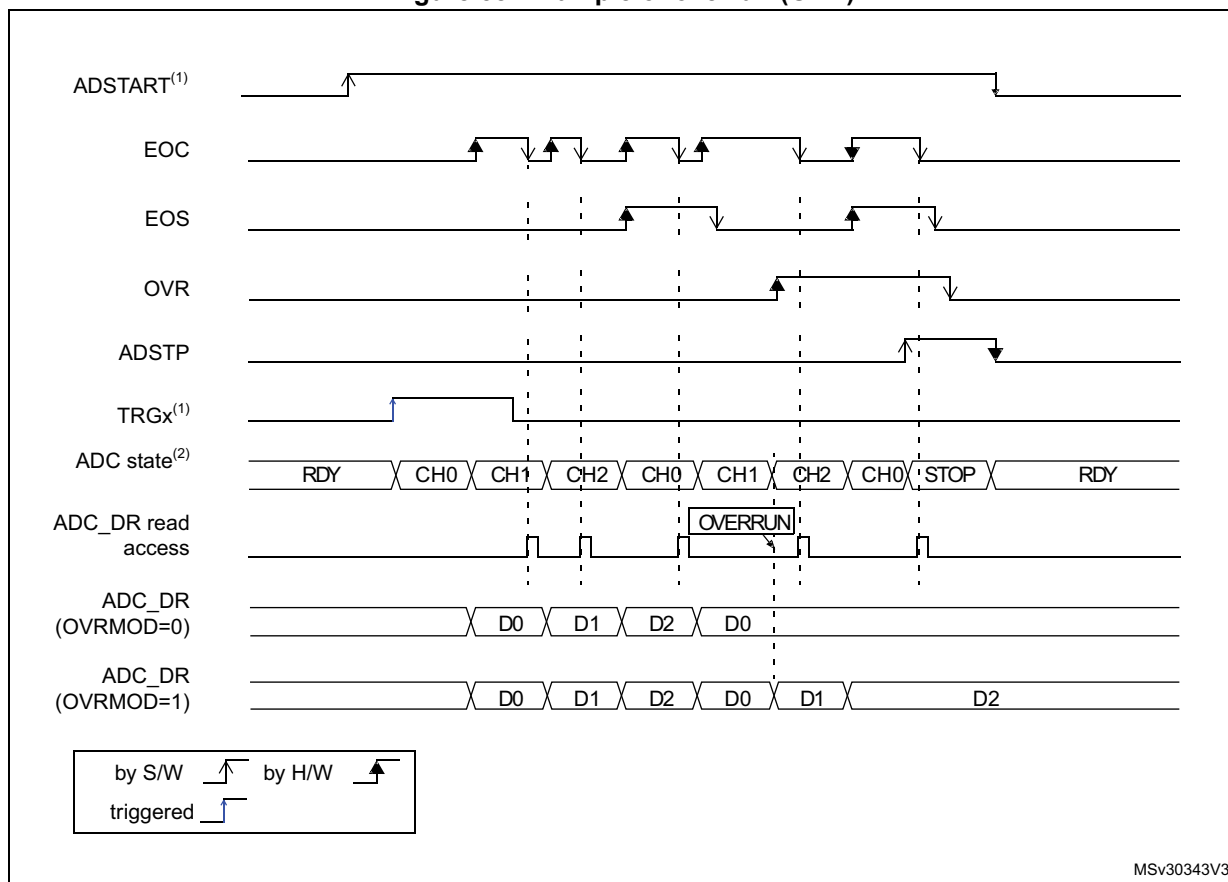 ADSTART(1)
EOC
EOS
OVR
ADSTP
TRGx(1)
ADC state(2)
RDY CH0 CH1 CH2 CH0 CH1 CH2 CH0 STOP RDY
ADC_DR read
access
OVERRUN
ADC_DR
(OVRMOD=0)
D0 D1 D2 D0
ADC_DR
(OVRMOD=1)
D0 D1 D2 D0 D1 D2
by S/W by H/W
triggered
MSv30343V3